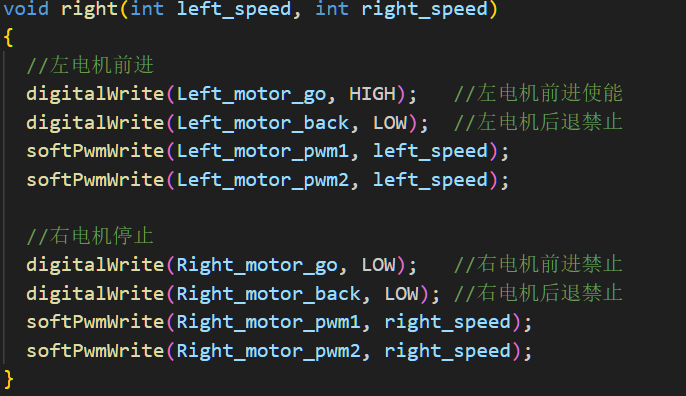 void right(int left_speed, int right_speed)
{
//左电机前进
digitalWrite(Left_motor_go, HIGH);   //左电机前进使能
digitalWrite(Left_motor_back, LOW);  //左电机后退禁止
softPwmWrite(Left_motor_pwm1, left_speed);
softPwmWrite(Left_motor_pwm2, left_speed);
//右电机停止
digitalWrite(Right_motor_go, LOW);   //右电机前进禁止
digitalWrite(Right_motor_back, LOW); //右电机后退禁止
softPwmWrite(Right_motor_pwm1, right_speed);
softPwmWrite(Right_motor_pwm2, right_speed);
}